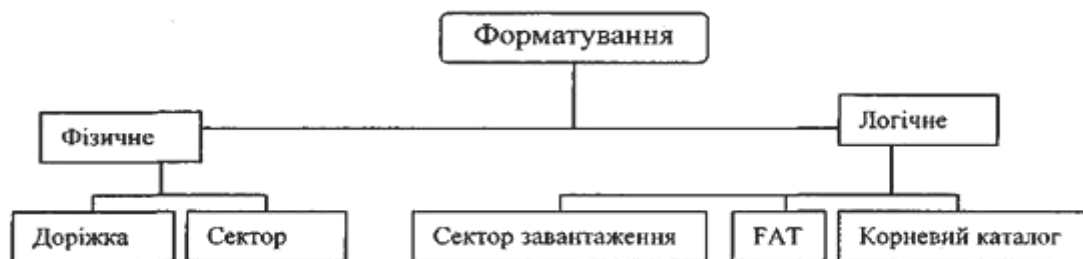 Форматування
Фізичне
Логічне
Доріжка
Сектор
Сектор завантаження
FAT
Корневий каталог